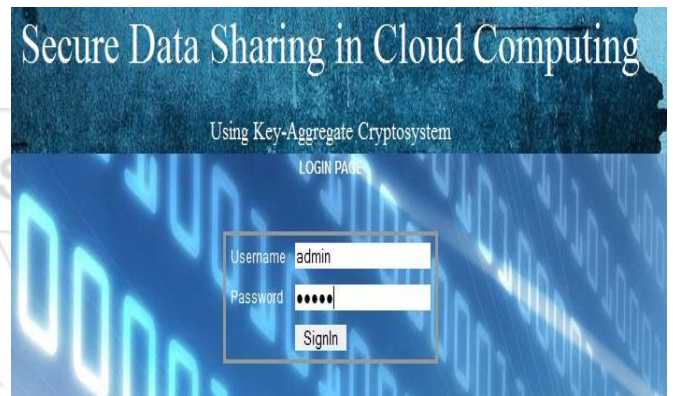 Secure Data Sharing in Cloud Computing
Using Key-Aggregate Cryptosystem
LOGIN PAGE
Username admin
Password •••••
SignIn